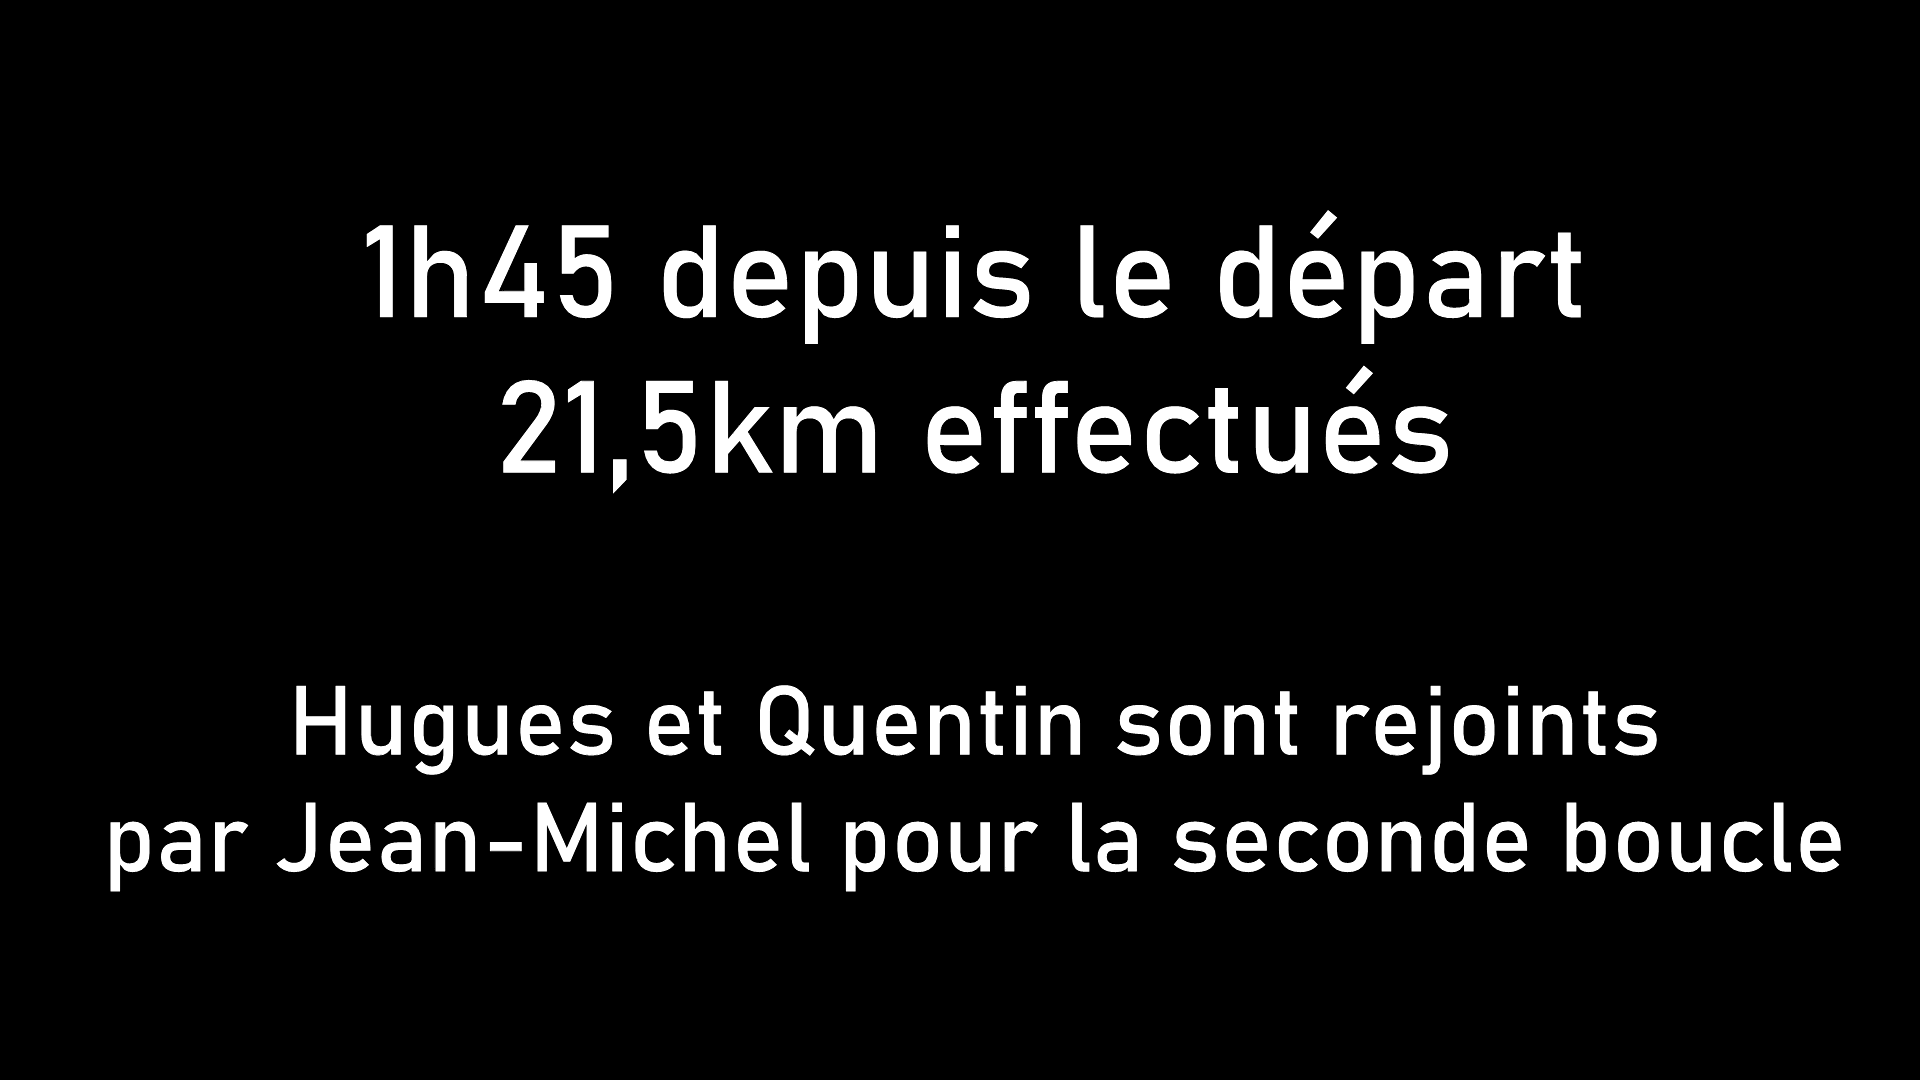 1h45 depuis le départ
21,5km effectués
Hugues et Quentin sont rejoints
par Jean-Michel pour la seconde boucle